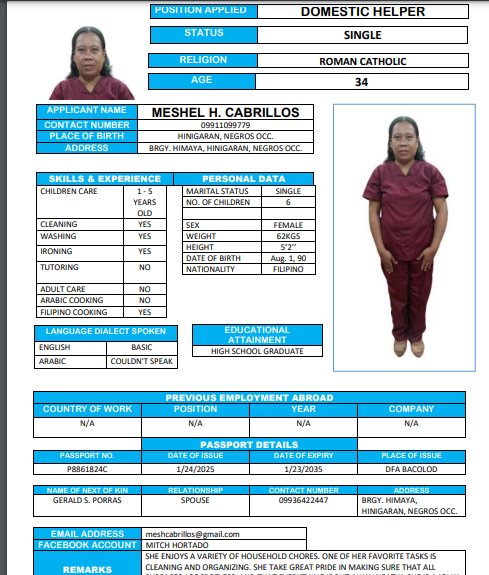 POSITION APPLIED DOMESTIC HELPER
STATUS SINGLE
RELIGION ROMAN CATHOLIC
AGE 34
APPLICANT NAME MESHEL H. CABRILLOS
CONTACT NUMBER 09911099779
PLACE OF BIRTH HINIGARAN, NEGROS OCC.
ADDRESS BRGY. HIMAYA, HINIGARAN, NEGROS OCC.
SKILLS & EXPERIENCE
CHILDREN CARE 1 - 5
YEARS
OLD
CLEANING YES
WASHING YES
IRONING YES
TUTORING NO
ADULT CARE NO
ARABIC COOKING NO
FILIPINO COOKING YES
PERSONAL DATA
MARITAL STATUS SINGLE
NO. OF CHILDREN 6
SEX FEMALE
WEIGHT 62KGS
HEIGHT 5'2''
DATE OF BIRTH Aug. 1, 90
NATIONALITY FILIPINO
LANGUAGE DIALECT SPOKEN
ENGLISH BASIC
ARABIC COULDN'T SPEAK
EDUCATIONAL
ATTAINMENT
HIGH SCHOOL GRADUATE
PREVIOUS EMPLOYMENT ABROAD
COUNTRY OF WORK POSITION YEAR COMPANY
N/A N/A N/A N/A
PASSPORT DETAILS
PASSPORT NO. DATE OF ISSUE DATE OF EXPIRY PLACE OF ISSUE
P8861824C 1/24/2025 1/23/2035 DFA BACOLOD
NAME OF NEXT OF KIN RELATIONSHIP CONTACT NUMBER ADDRESS
GERALD S. PORRAS SPOUSE 09936422447 BRGY. HIMAYA,
HINIGARAN, NEGROS OCC.
EMAIL ADDRESS meshcabrillos@gmail.com
FACEBOOK ACCOUNT MITCH HORTADO
REMARKS SHE ENJOYS A VARIETY OF HOUSEHOLD CHORES. ONE OF HER FAVORITE TASKS IS
CLEANING AND ORGANIZING. SHE TAKE GREAT PRIDE IN MAKING SURE THAT ALL